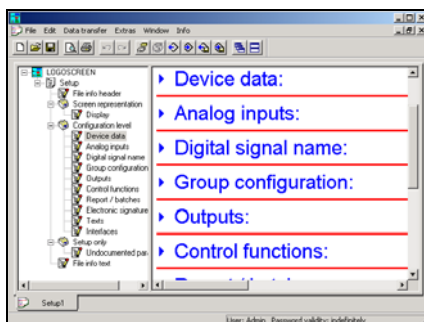 File Edit Data transfer Extras Window Info
LOGOSCREEN
Setup
File info header
Screen representation
Display
Configuration level
Device data
Analog inputs
Digital signal name
Group configuration
Outputs
Control functions
Report / batches
Electronic signature
Texts
Interfaces
Setup only
Undocumented par
File info text
Device data:
Analog inputs:
Digital signal name:
Group configuration:
Outputs:
Control functions:
Setup1
User: Admin Password validity: indefinitely